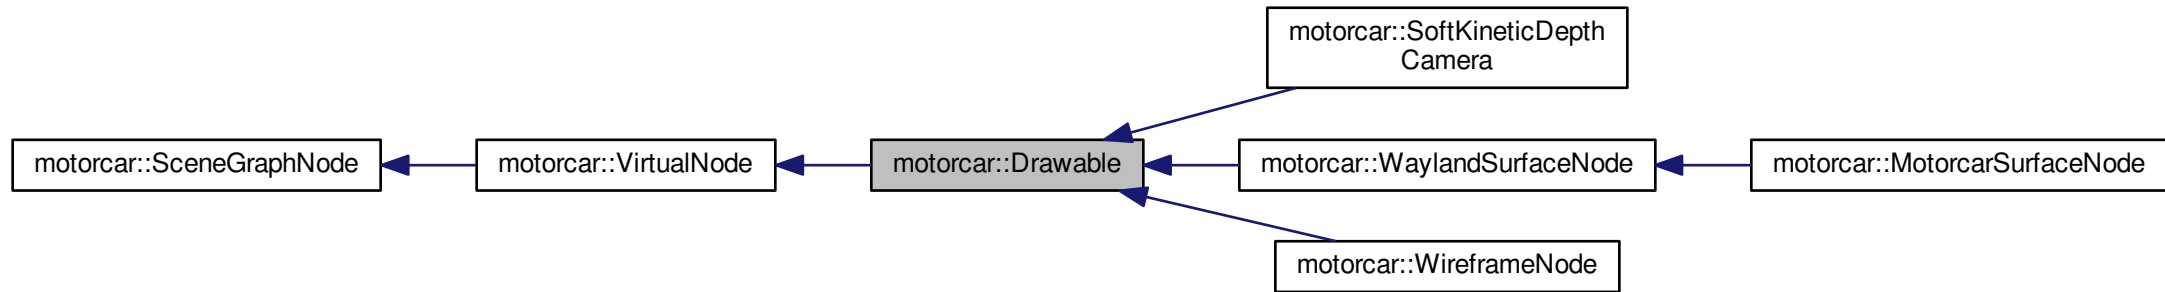 motorcar::SoftKineticDepth
Camera
motorcar::SceneGraphNode
motorcar::VirtualNode
motorcar::Drawable
motorcar::WaylandSurfaceNode
motorcar::MotorcarSurfaceNode
motorcar::WireframeNode